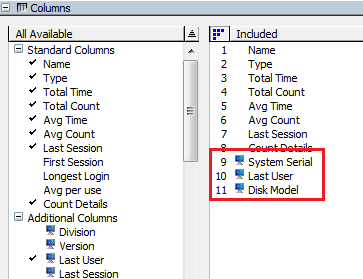 Columns
All Available
Standard Columns
Name
Type
Total Time
Total Count
Avg Time
Avg Count
Last Session
First Session
Longest Login
Avg per use
Count Details
Additional Columns
Division
Version
Last User
Last Session
Included
1 Name
2 Type
3 Total Time
4 Total Count
5 Avg Time
6 Avg Count
7 Last Session
8 Count Details
9 System Serial
10 Last User
11 Disk Model